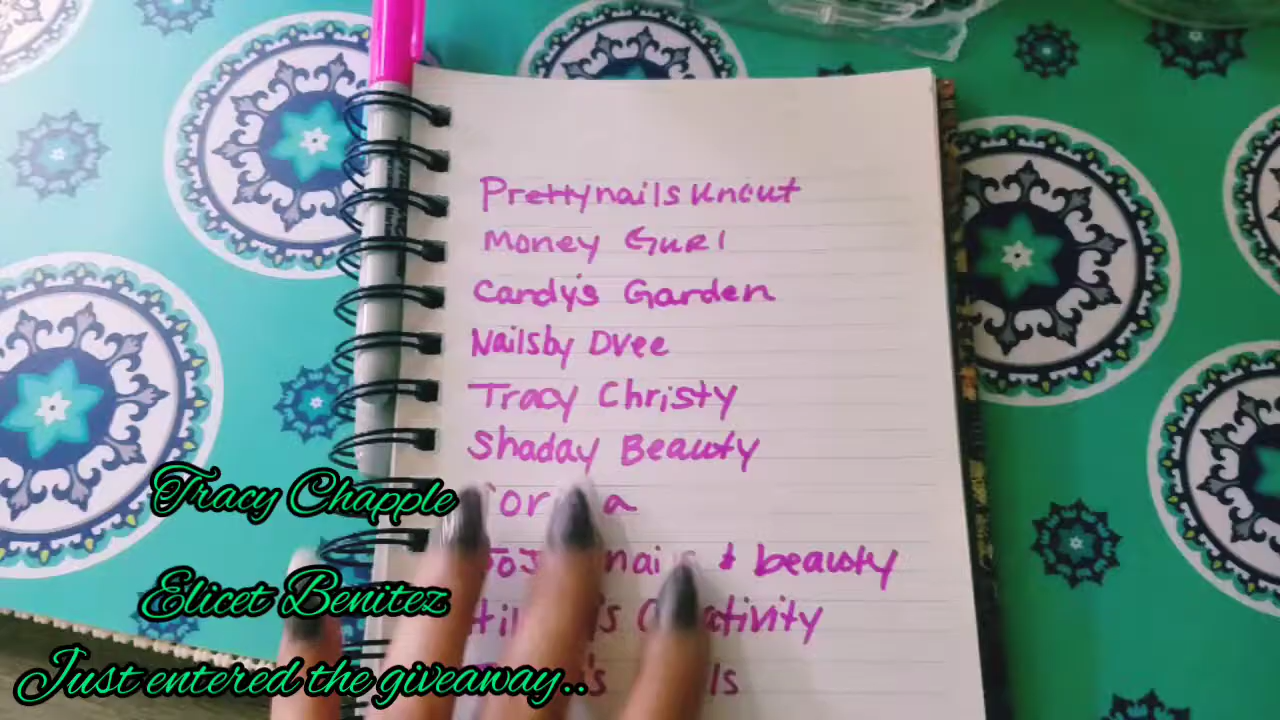 Prettynails Uncut
Money Gurl
Candy's Garden
Nailsby Dvee
Tracy Christy
Shaday Beauty
nails & beauty
Tracy Chapple
Elicet Benitez
Just entered the giveaway..